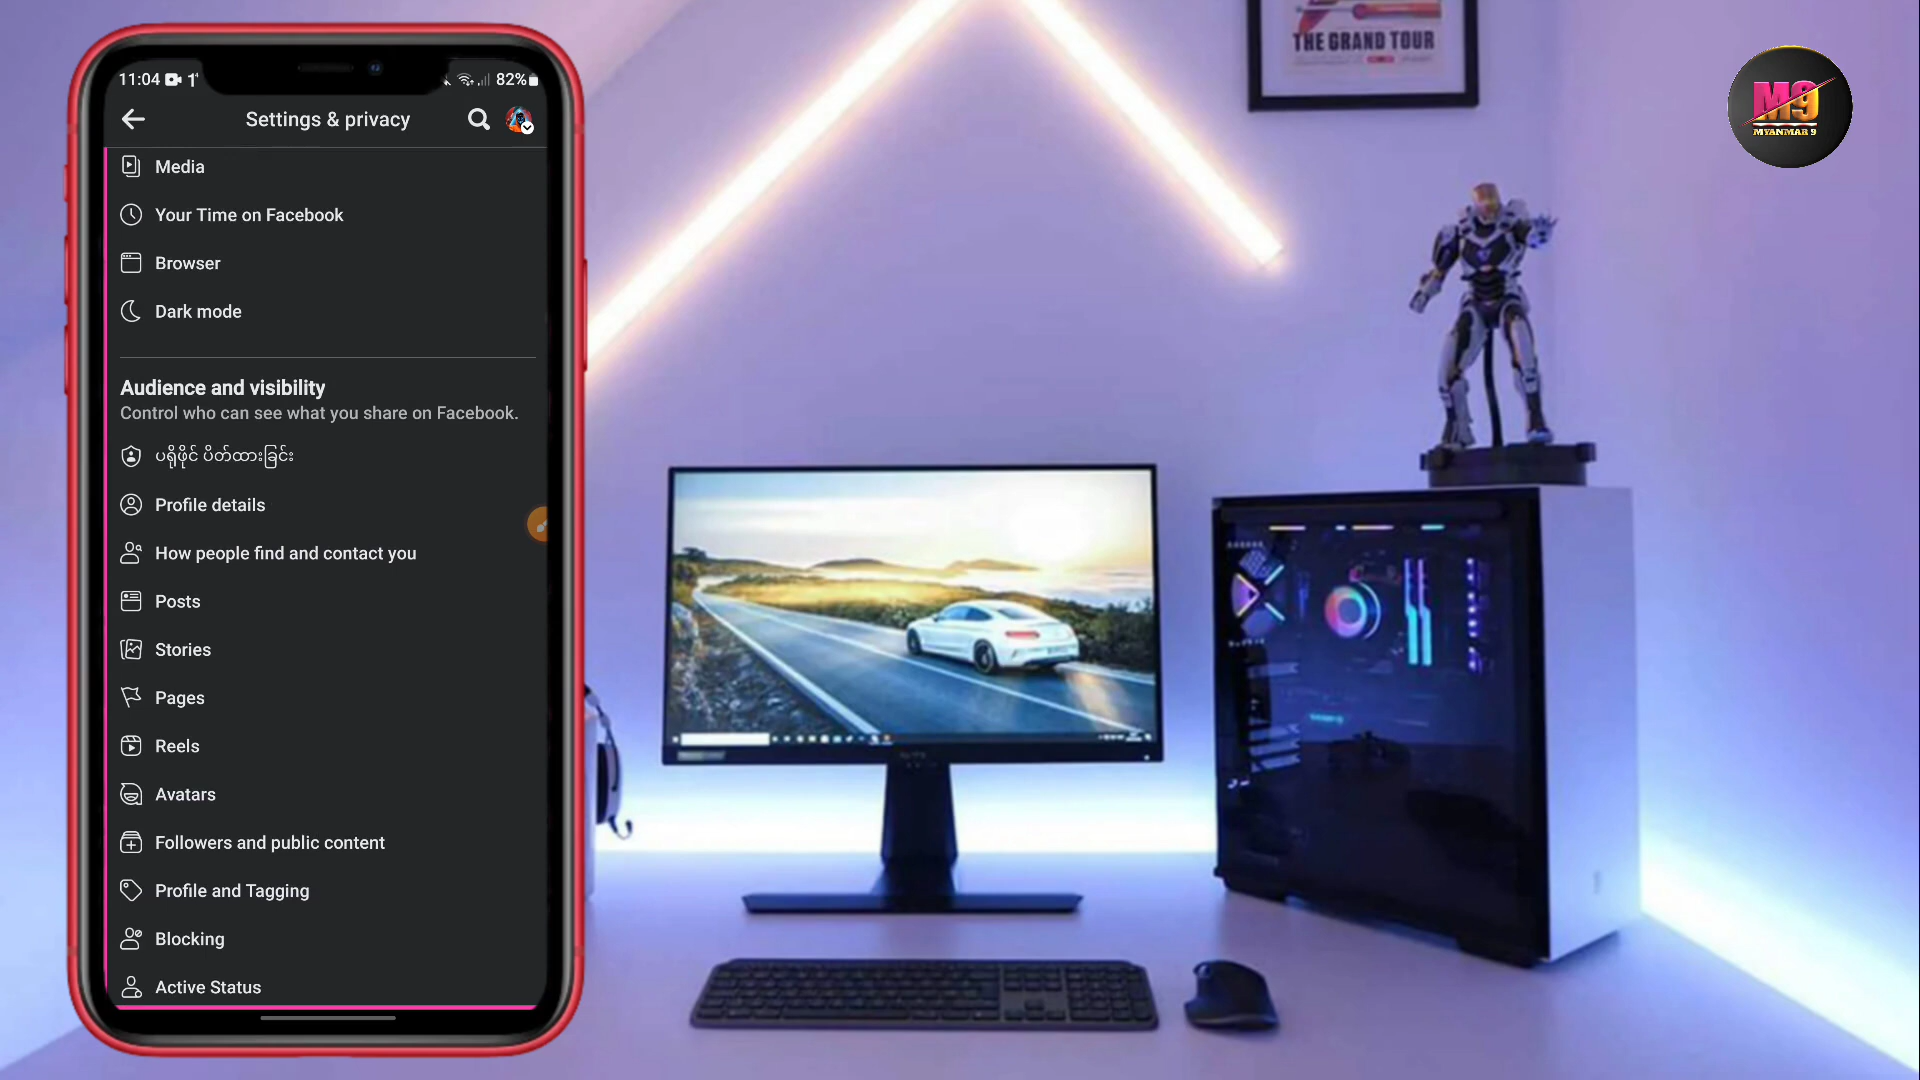 11:04
82%
Settings & privacy
Media
Your Time on Facebook
Browser
Dark mode
Audience and visibility
Control who can see what you share on Facebook.
ပရိုဖိုင် ပိတ်ထားခြင်း
Profile details
How people find and contact you
Posts
Stories
Pages
Reels
Avatars
Followers and public content
Profile and Tagging
Blocking
Active Status
THE GRAND TOUR
M9
MYANMAR 9